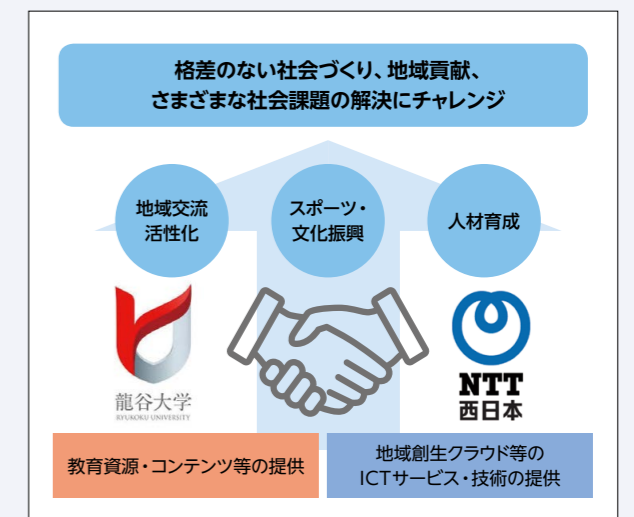 格差のない社会づくり、地域貢献、
さまざまな社会課題の解決にチャレンジ
地域交流
活性化
スポーツ・
文化振興
人材育成
龍谷大学
RYUKOKU UNIVERSITY
NTT
西日本
教育資源・コンテンツ等の提供
地域創生クラウド等の
ICTサービス・技術の提供